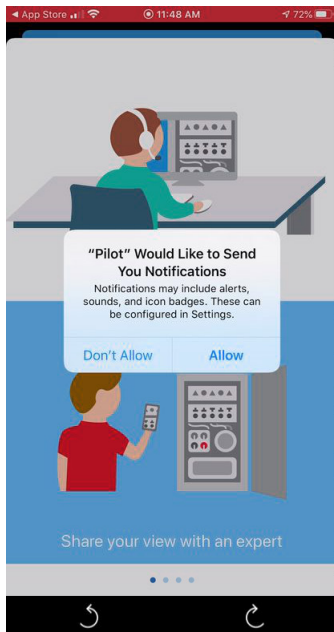 App Store 11:48 AM 72%
“Pilot” Would Like to Send
You Notifications
Notifications may include alerts,
sounds, and icon badges. These can
be configured in Settings.
Don’t Allow Allow
Share your view with an expert